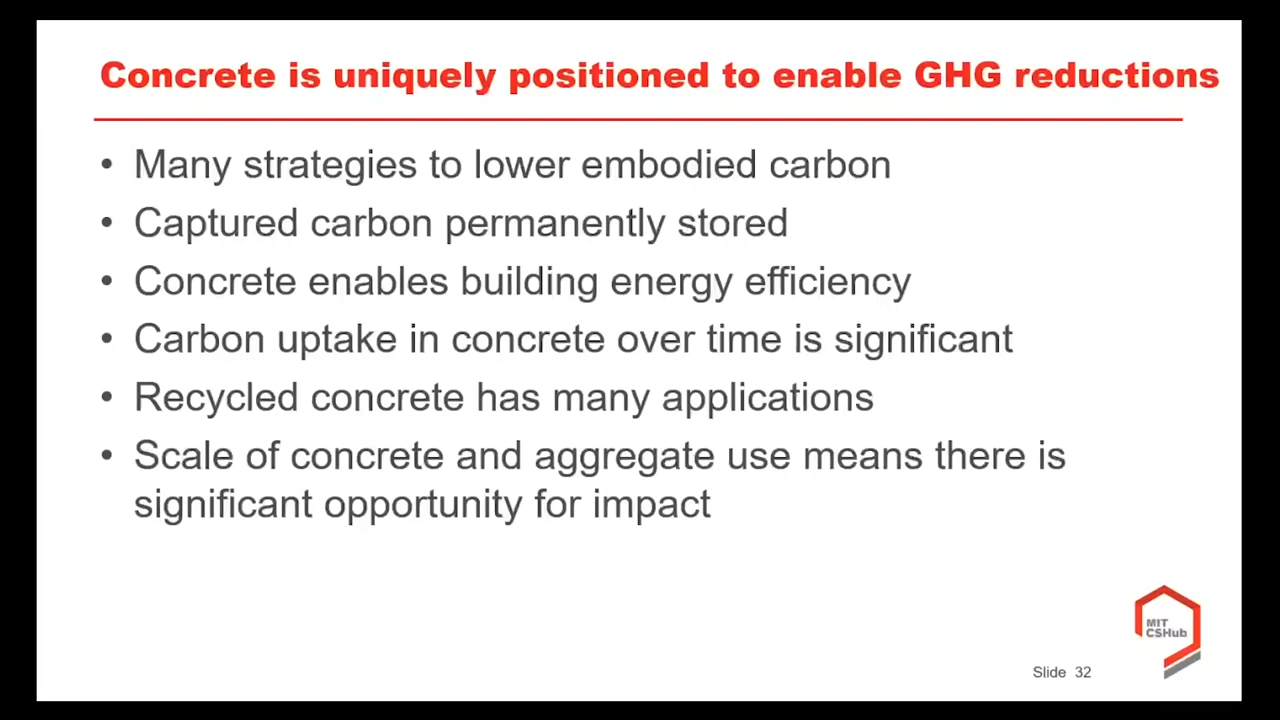 Concrete is uniquely positioned to enable GHG reductions
• Many strategies to lower embodied carbon
• Captured carbon permanently stored
• Concrete enables building energy efficiency
• Carbon uptake in concrete over time is significant
• Recycled concrete has many applications
• Scale of concrete and aggregate use means there is
significant opportunity for impact
MIT
CSHub
Slide 32